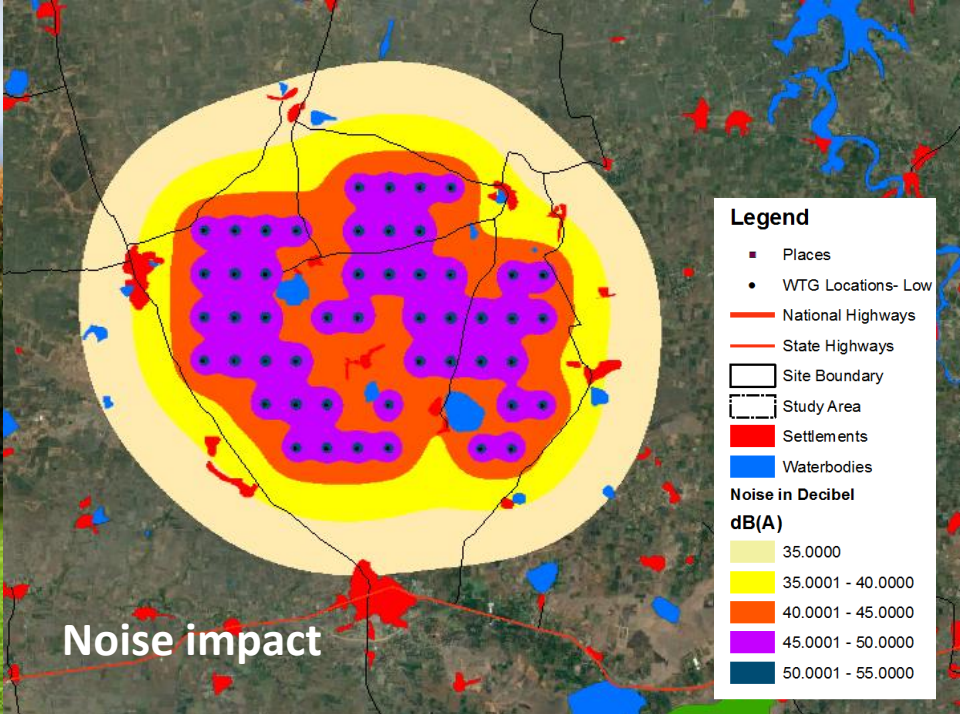 Legend
Places
WTG Locations- Low
National Highways
State Highways
Site Boundary
Study Area
Settlements
Waterbodies
Noise in Decibel
dB(A)
35.0000
35.0001 - 40.0000
40.0001 - 45.0000
45.0001 - 50.0000
50.0001 - 55.0000
Noise impact